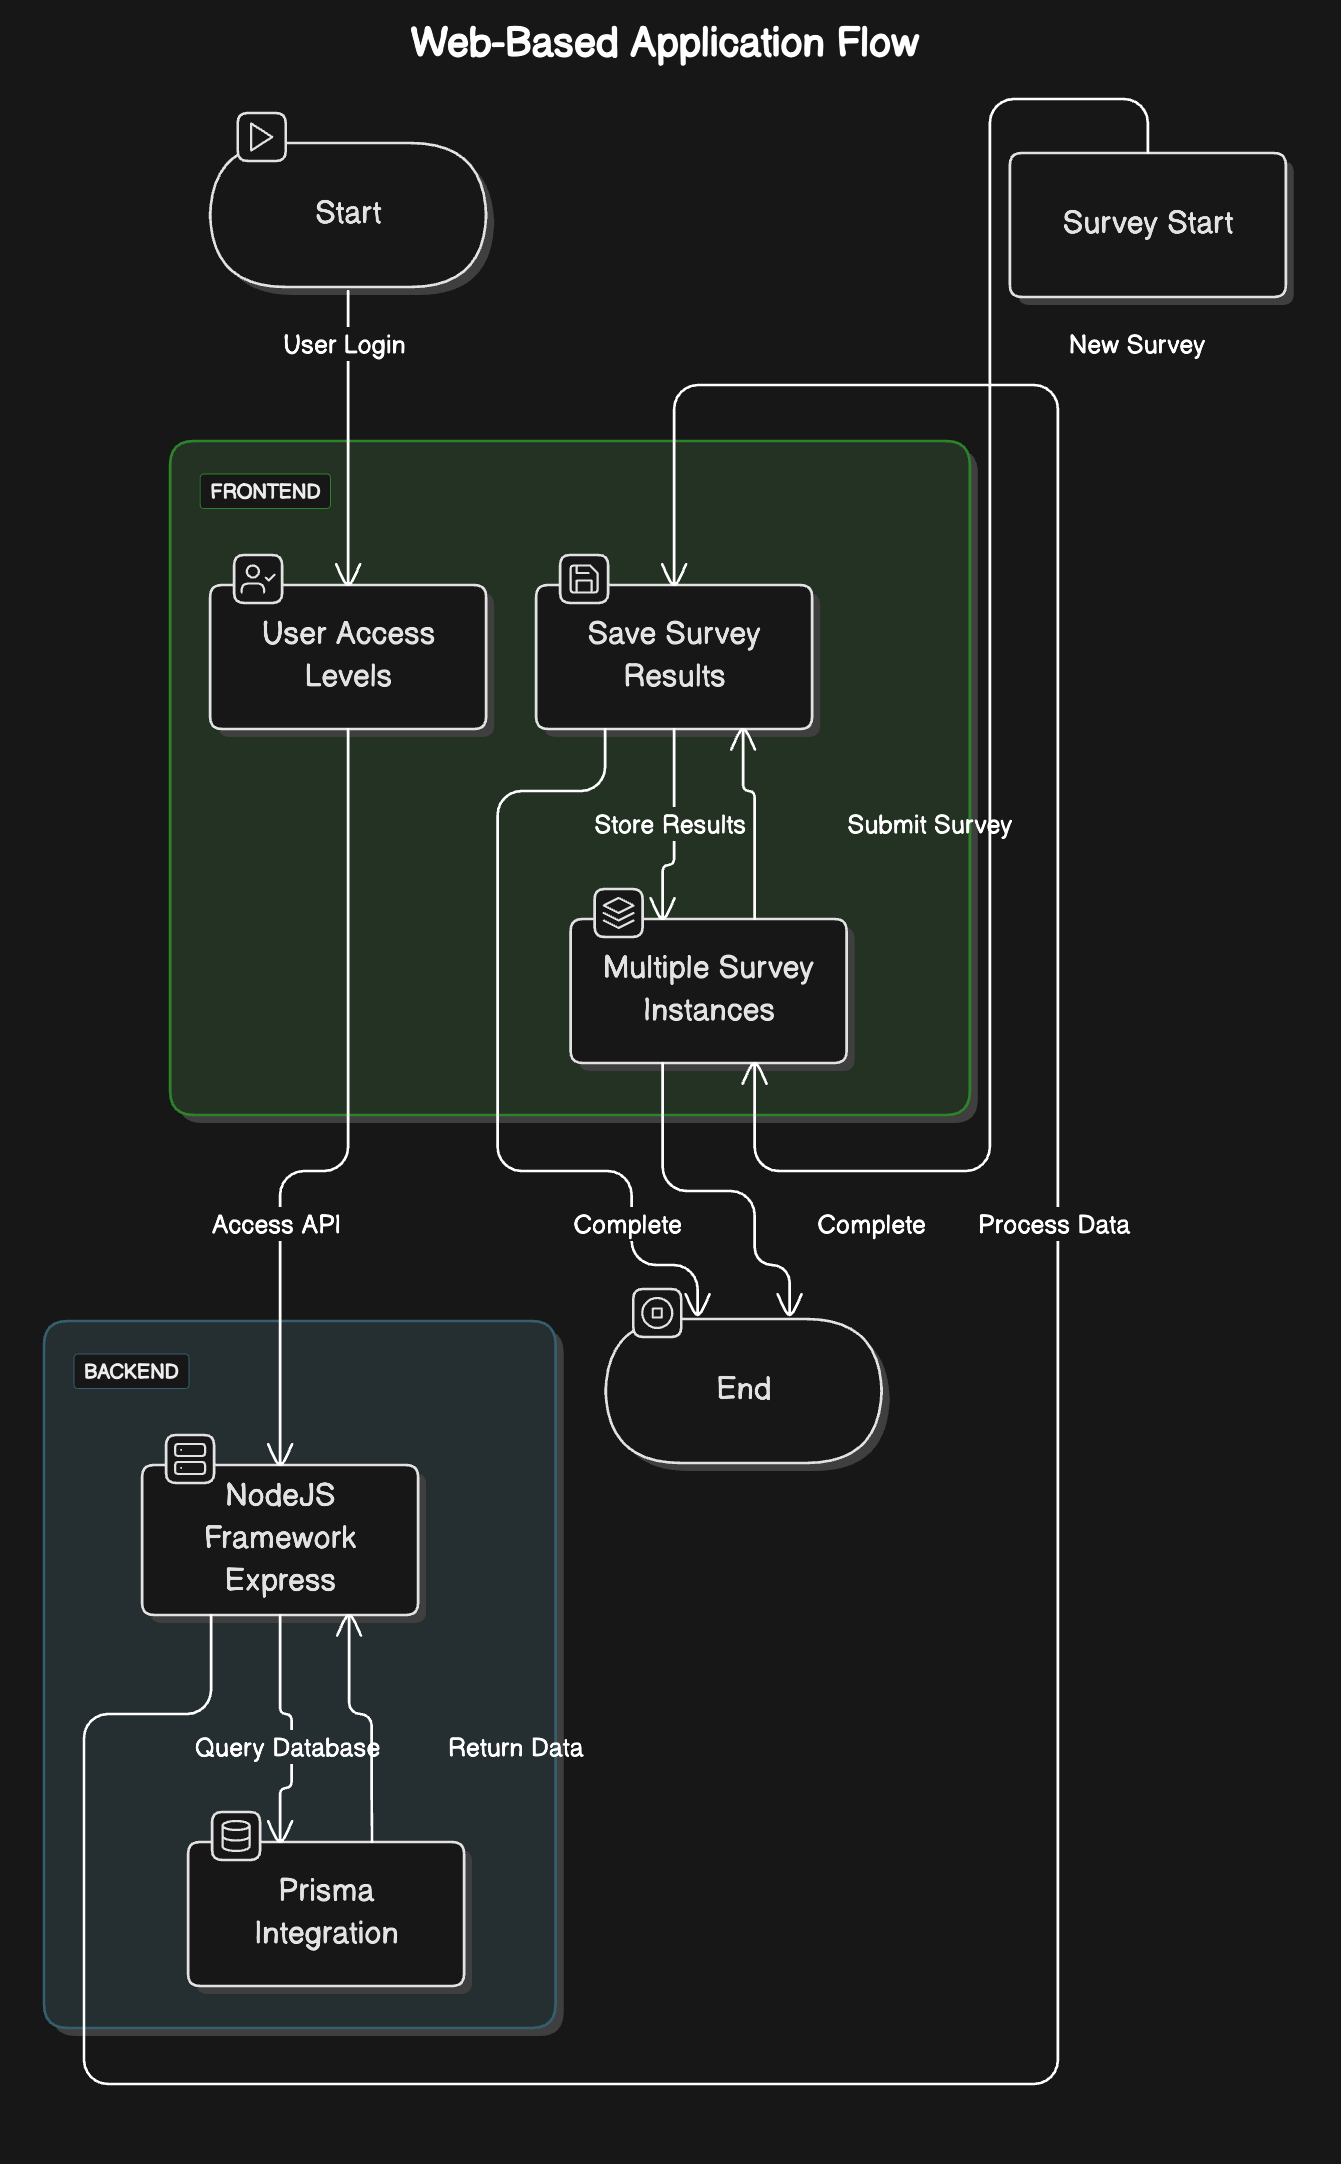 Web-Based Application Flow
Start
Survey Start
User Login
New Survey
FRONTEND
User Access
Levels
Save Survey
Results
Store Results
Submit Survey
Multiple Survey
Instances
Access API
Complete
Complete
Process Data
BACKEND
End
NodeJS
Framework
Express
Query Database
Return Data
Prisma
Integration